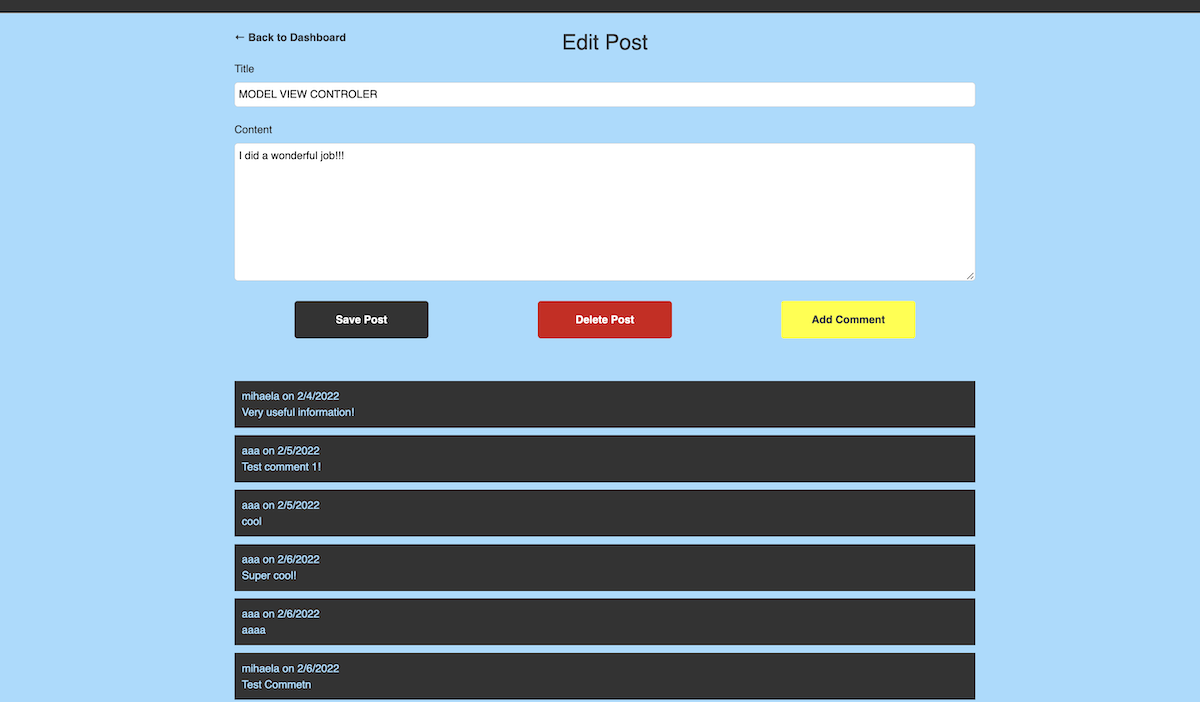 ← Back to Dashboard
Edit Post
Title
MODEL VIEW CONTROLER
Content
I did a wonderful job!!!
Save Post
Delete Post
Add Comment
mihaela on 2/4/2022
Very useful information!
aaa on 2/5/2022
Test comment 1!
aaa on 2/5/2022
cool
aaa on 2/6/2022
Super cool!
aaa on 2/6/2022
aaaa
mihaela on 2/6/2022
Test Commetn